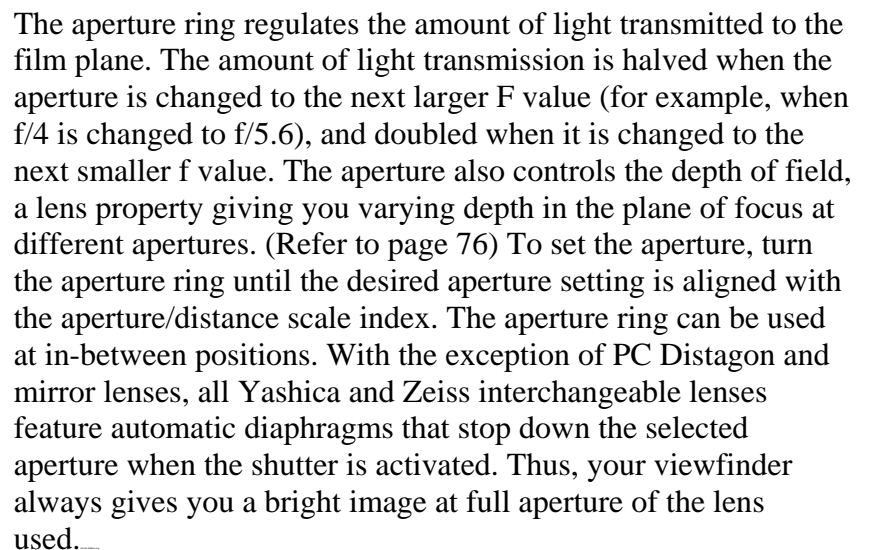 The aperture ring regulates the amount of light transmitted to the
film plane. The amount of light transmission is halved when the
aperture is changed to the next larger F value (for example, when
f/4 is changed to f/5.6), and doubled when it is changed to the
next smaller f value. The aperture also controls the depth of field,
a lens property giving you varying depth in the plane of focus at
different apertures. (Refer to page 76) To set the aperture, turn
the aperture ring until the desired aperture setting is aligned with
the aperture/distance scale index. The aperture ring can be used
at in-between positions. With the exception of PC Distagon and
mirror lenses, all Yashica and Zeiss interchangeable lenses
feature automatic diaphragms that stop down the selected
aperture when the shutter is activated. Thus, your viewfinder
always gives you a bright image at full aperture of the lens
used.